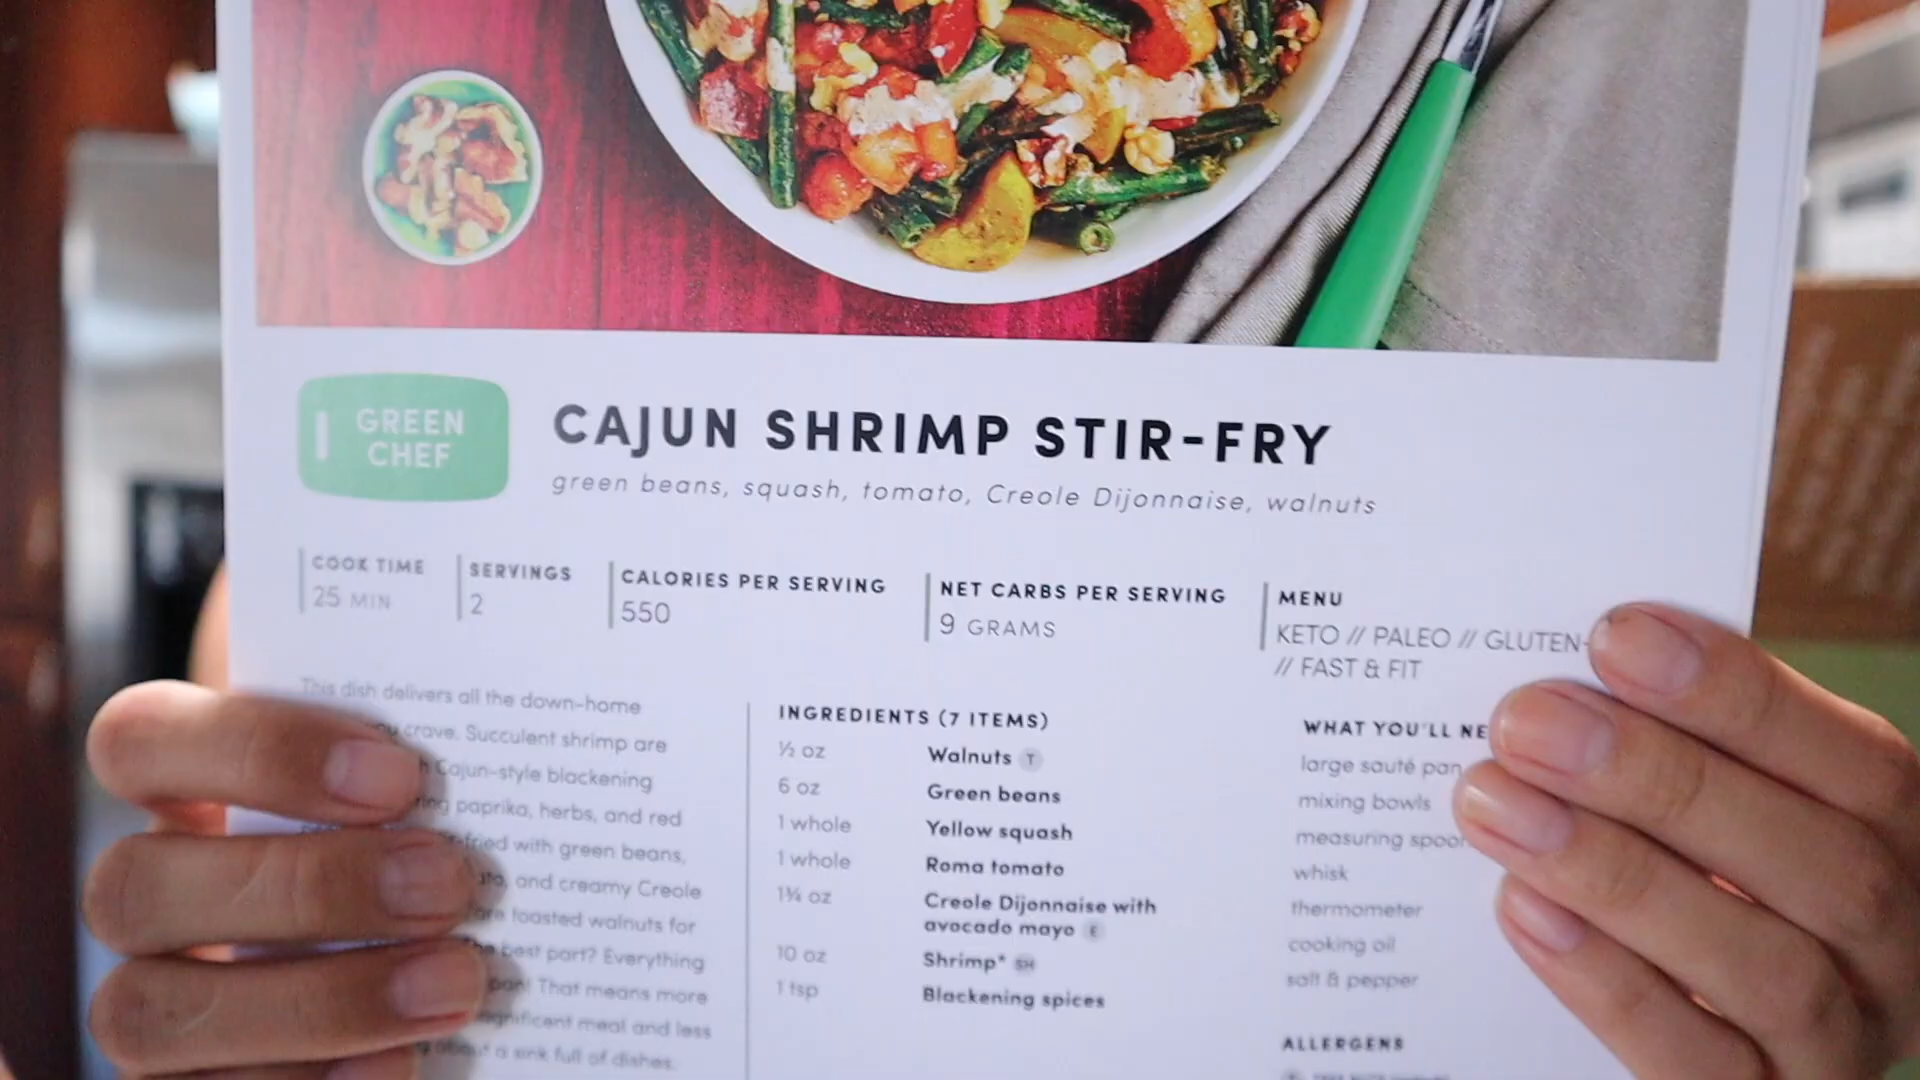 GREEN
CHEF
CAJUN SHRIMP STIR-FRY
green beans, squash, tomato, Creole Dijonnaise, walnuts
COOK TIME
25 MIN
SERVINGS
2
CALORIES PER SERVING
550
NET CARBS PER SERVING
9 GRAMS
MENU
KETO // PALEO // GLUTEN-
// FAST & FIT
This dish delivers all the down-home
crave. Succulent shrimp are
Cajun-style blackening
paprika, herbs, and red
with green beans,
and creamy Creole
toasted walnuts for
best part? Everything
pan! That means more
magnificent meal and less
about a sink full of dishes.
INGREDIENTS (7 ITEMS)
½ oz Walnuts T
6 oz Green beans
1 whole Yellow squash
1 whole Roma tomato
1¼ oz Creole Dijonnaise with
avocado mayo E
10 oz Shrimp* SH
1 tsp Blackening spices
WHAT YOU'LL NE
large sauté pan
mixing bowls
measuring spoo
whisk
thermometer
cooking oil
salt & pepper
ALLERGENS